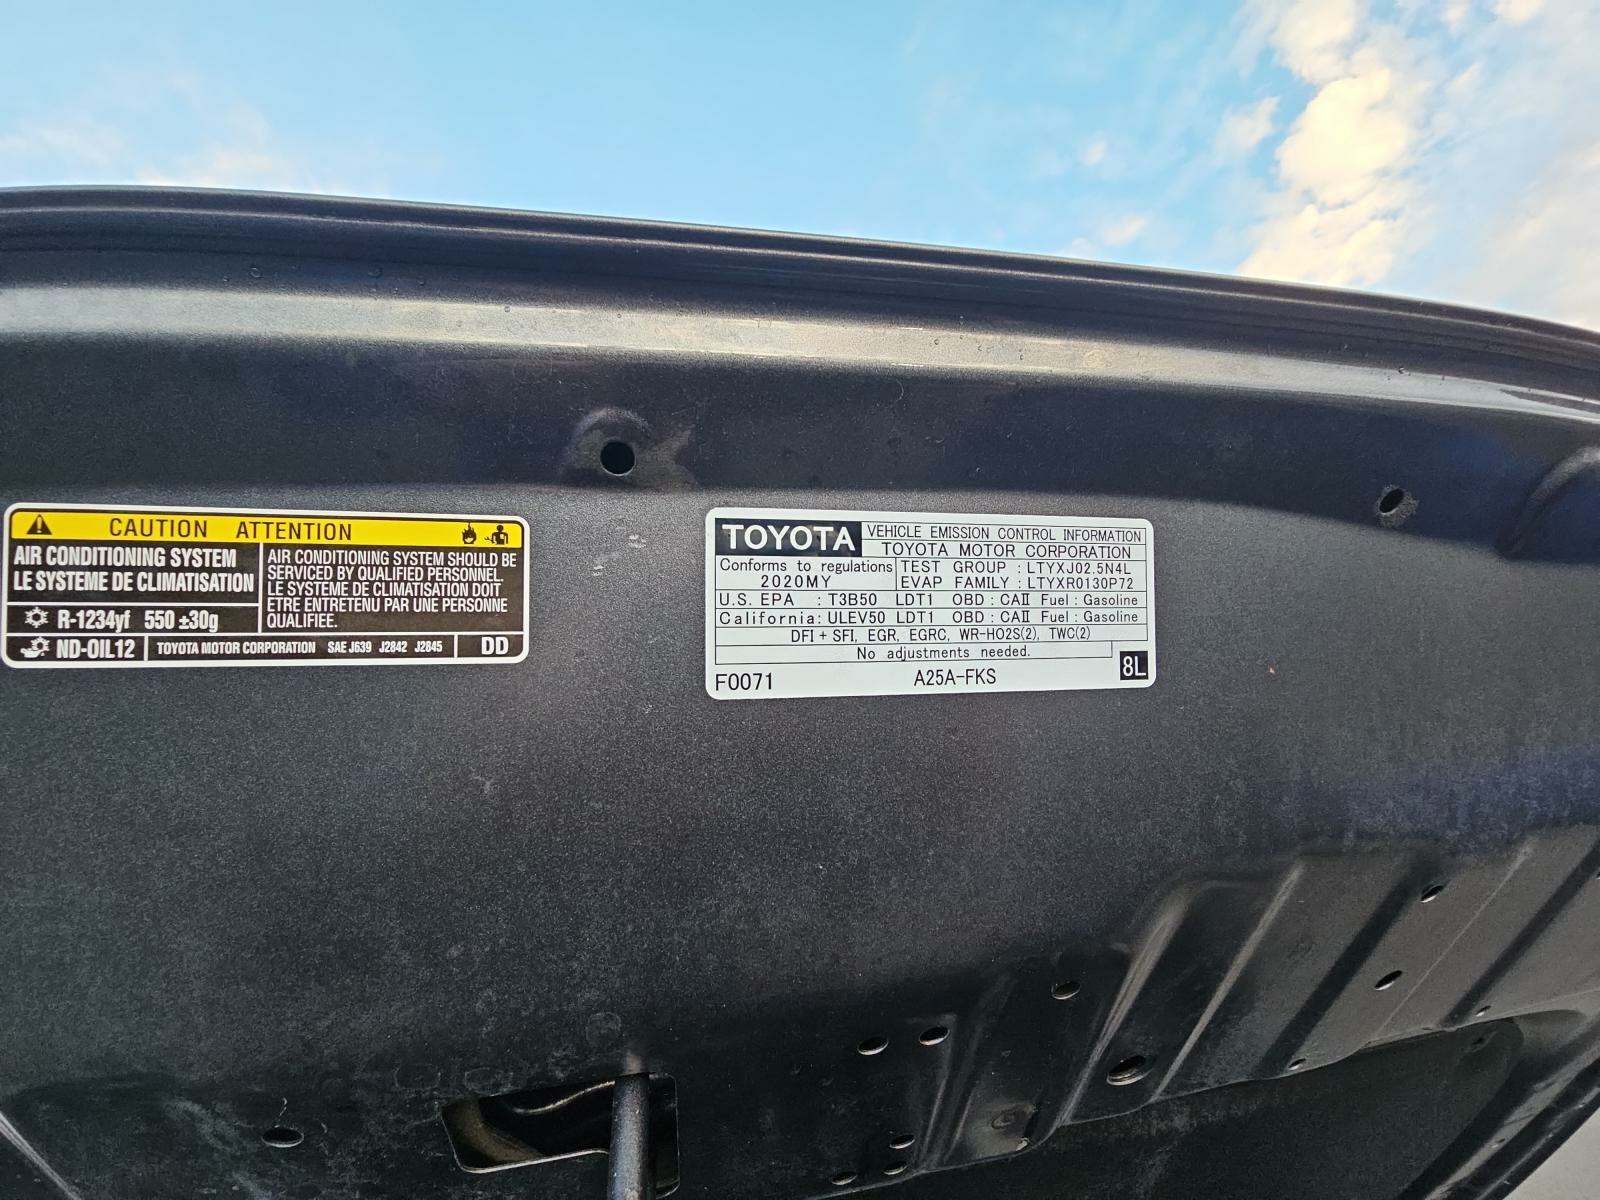 CAUTION ATTENTION
AIR CONDITIONING SYSTEM
LE SYSTEME DE CLIMATISATION
R-1234yf 550 ±30g
AIR CONDITIONING SYSTEM SHOULD BE
SERVICED BY QUALIFIED PERSONNEL.
LE SYSTEME DE CLIMATISATION DOIT
ETRE ENTRETENU PAR UNE PERSONNE
QUALIFIEE.
ND-OIL12 TOYOTA MOTOR CORPORATION SAE J639 J2842 J2845 DD
TOYOTA VEHICLE EMISSION CONTROL INFORMATION
TOYOTA MOTOR CORPORATION
Conforms to regulations
2020MY
TEST GROUP : LTYXJ02.5N4L
EVAP FAMILY : LTYXR0130P72
U.S. EPA : T3B50 LDT1 OBD : CAII Fuel : Gasoline
California: ULEV50 LDT1 OBD : CAII Fuel : Gasoline
DFI + SFI, EGR, EGRC, WR-HO2S(2), TWC(2)
No adjustments needed.
F0071 A25A-FKS 8L